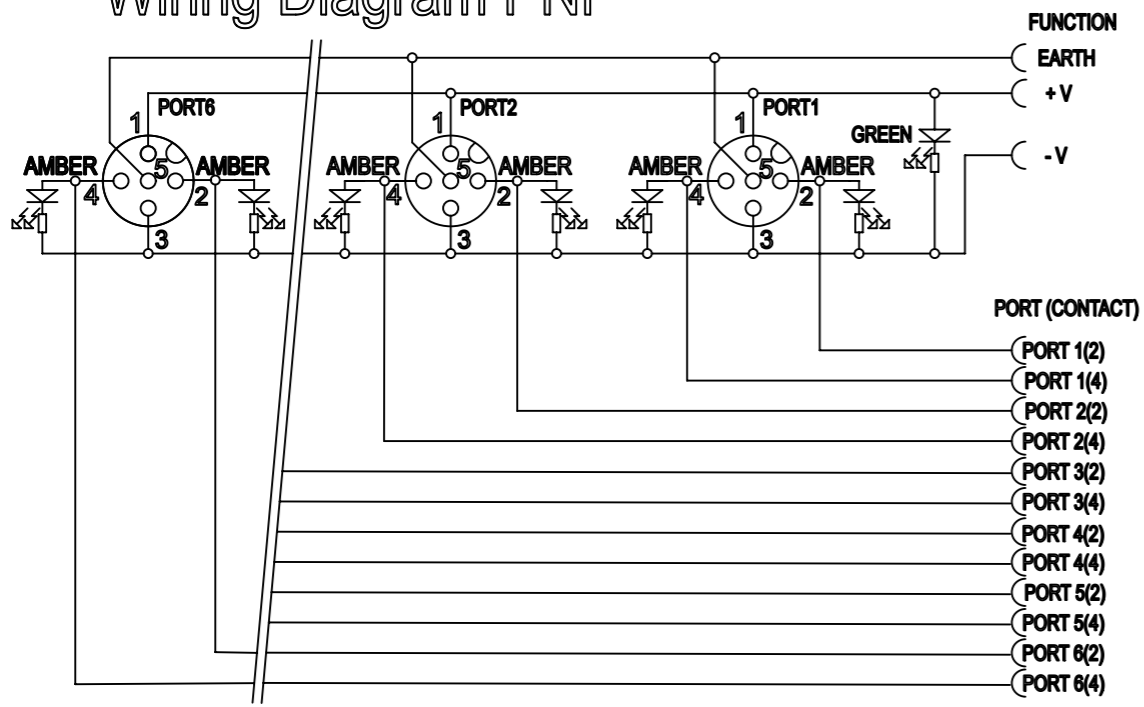 Wiring Diagram PNP
FUNCTION
EARTH
+ V
- V
GREEN
PORT6
PORT2
PORT1
1
1
1
AMBER
5
AMBER
AMBER
5
AMBER
AMBER
5
AMBER
4
2
4
2
4
2
3
3
3
PORT (CONTACT)
PORT 1(2)
PORT 1(4)
PORT 2(2)
PORT 2(4)
PORT 3(2)
PORT 3(4)
PORT 4(2)
PORT 4(4)
PORT 5(2)
PORT 5(4)
PORT 6(2)
PORT 6(4)